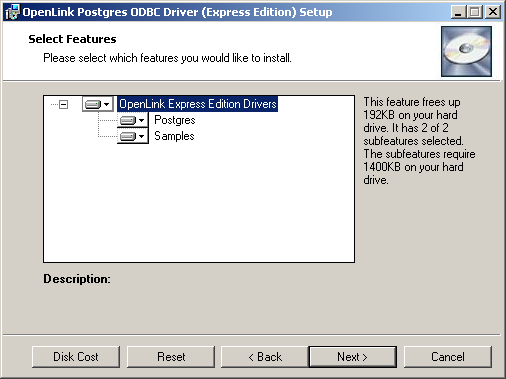 OpenLink Postgres ODBC Driver (Express Edition) Setup
Select Features
Please select which features you would like to install.
OpenLink Express Edition Drivers
Postgres
Samples
This feature frees up
192KB on your hard
drive. It has 2 of 2
subfeatures selected.
The subfeatures require
1400KB on your hard
drive.
Description:
Disk Cost
Reset
< Back
Next >
Cancel